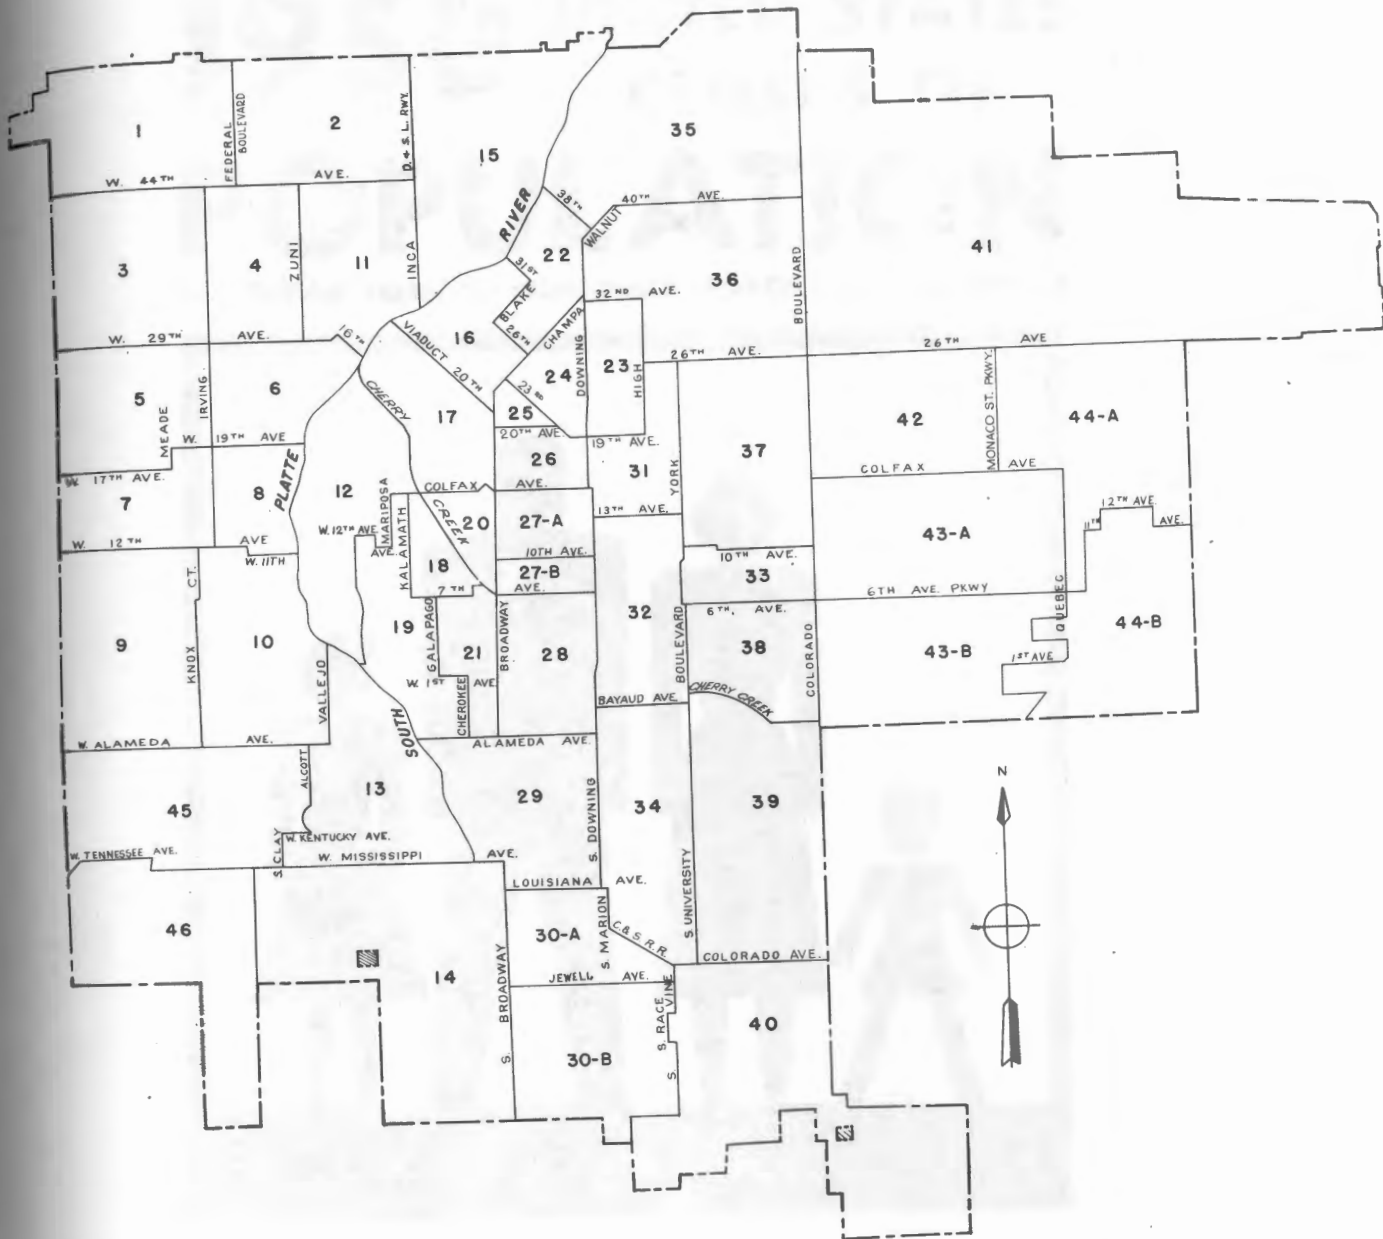 1
FEDERAL
BOULEVARD
2
D. & S. L. RWY.
15
35
W. 44TH AVE.
38TH
WALNUT
40TH AVE.
RIVER
3
4
ZUNI
11
INCA
31ST
22
BLAKE
36
BOULEVARD
41
32ND AVE.
W. 29TH AVE.
16TH
VIADUCT 20TH
16
26TH
CHAMPA
DOWNING
23
HIGH
26TH AVE.
26TH AVE
5
MEADE
IRVING
6
CHERRY
17
23RD
24
25
20TH AVE.
W. 19TH AVE
19TH AVE.
37
42
MONACO ST. PKWY.
44-A
W. 17TH AVE.
7
8
PLATTE
12
MARIPOSA
COLFAX AVE.
26
31
YORK
COLFAX AVE
CREEK
20
27-A
13TH AVE.
43-A
12TH AVE.
11TH AVE.
W. 12TH AVE
W. 11TH
W. 12TH AVE
AVE
KALAMATH
18
10TH AVE.
27-B
7TH AVE.
10TH AVE.
33
6TH AVE. PKWY
6TH. AVE.
9
KNOX CT.
10
VALLEJO
19
GALAPAGO
21
BROADWAY
28
32
BOULEVARD
38
COLORADO
43-B
QUEBEC
44-B
1ST AVE
W. 1ST AVE
CHEROKEE
BAYAUD AVE.
CHERRY CREEK
W. ALAMEDA AVE.
SOUTH
ALAMEDA AVE.
ALCOTT
13
29
S. DOWNING
34
39
N
45
S. CLAY
W. KENTUCKY AVE.
W. TENNESSEE AVE.
W. MISSISSIPPI AVE.
LOUISIANA AVE.
S. UNIVERSITY
46
14
S. BROADWAY
30-A
S. MARION
C. & S R.R.
COLORADO AVE.
JEWELL AVE.
VINE
S. RACE
S.
30-B
40